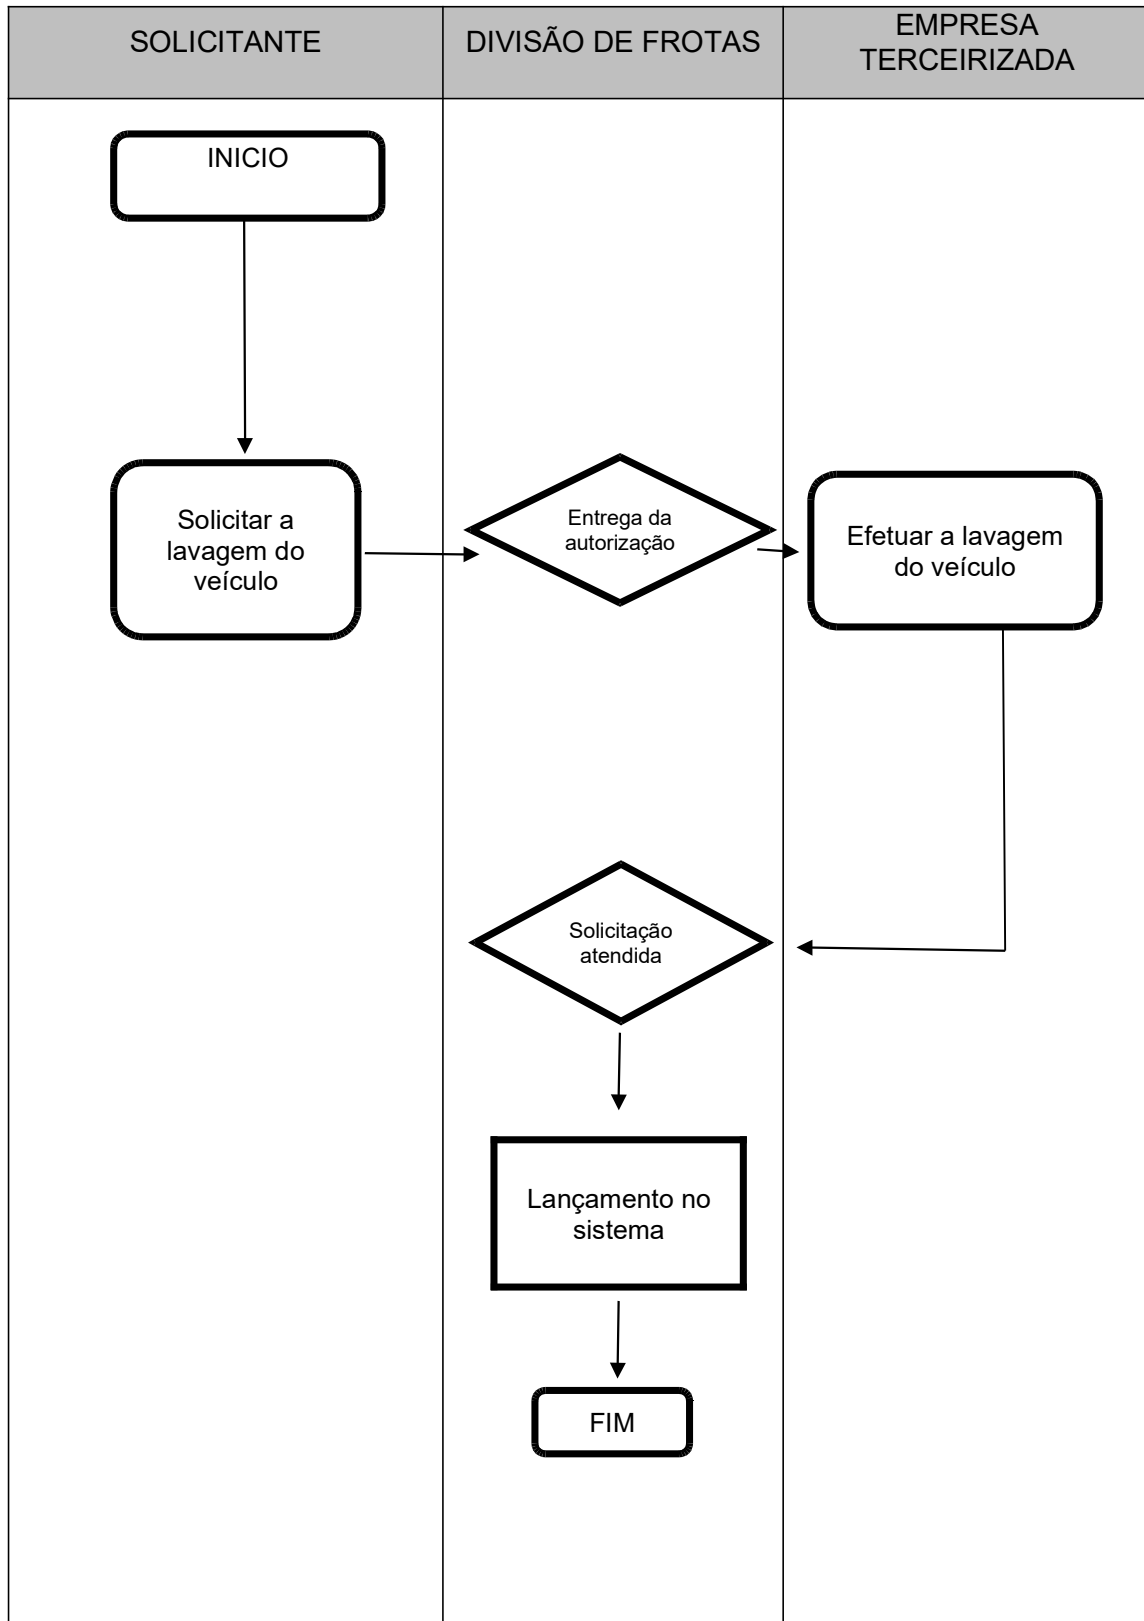 SOLICITANTE
DIVISÃO DE FROTAS
EMPRESA
TERCEIRIZADA
INICIO
Solicitar a
lavagem do
veículo
Entrega da
autorização
Efetuar a lavagem
do veículo
Solicitação
atendida
Lançamento no
sistema
FIM